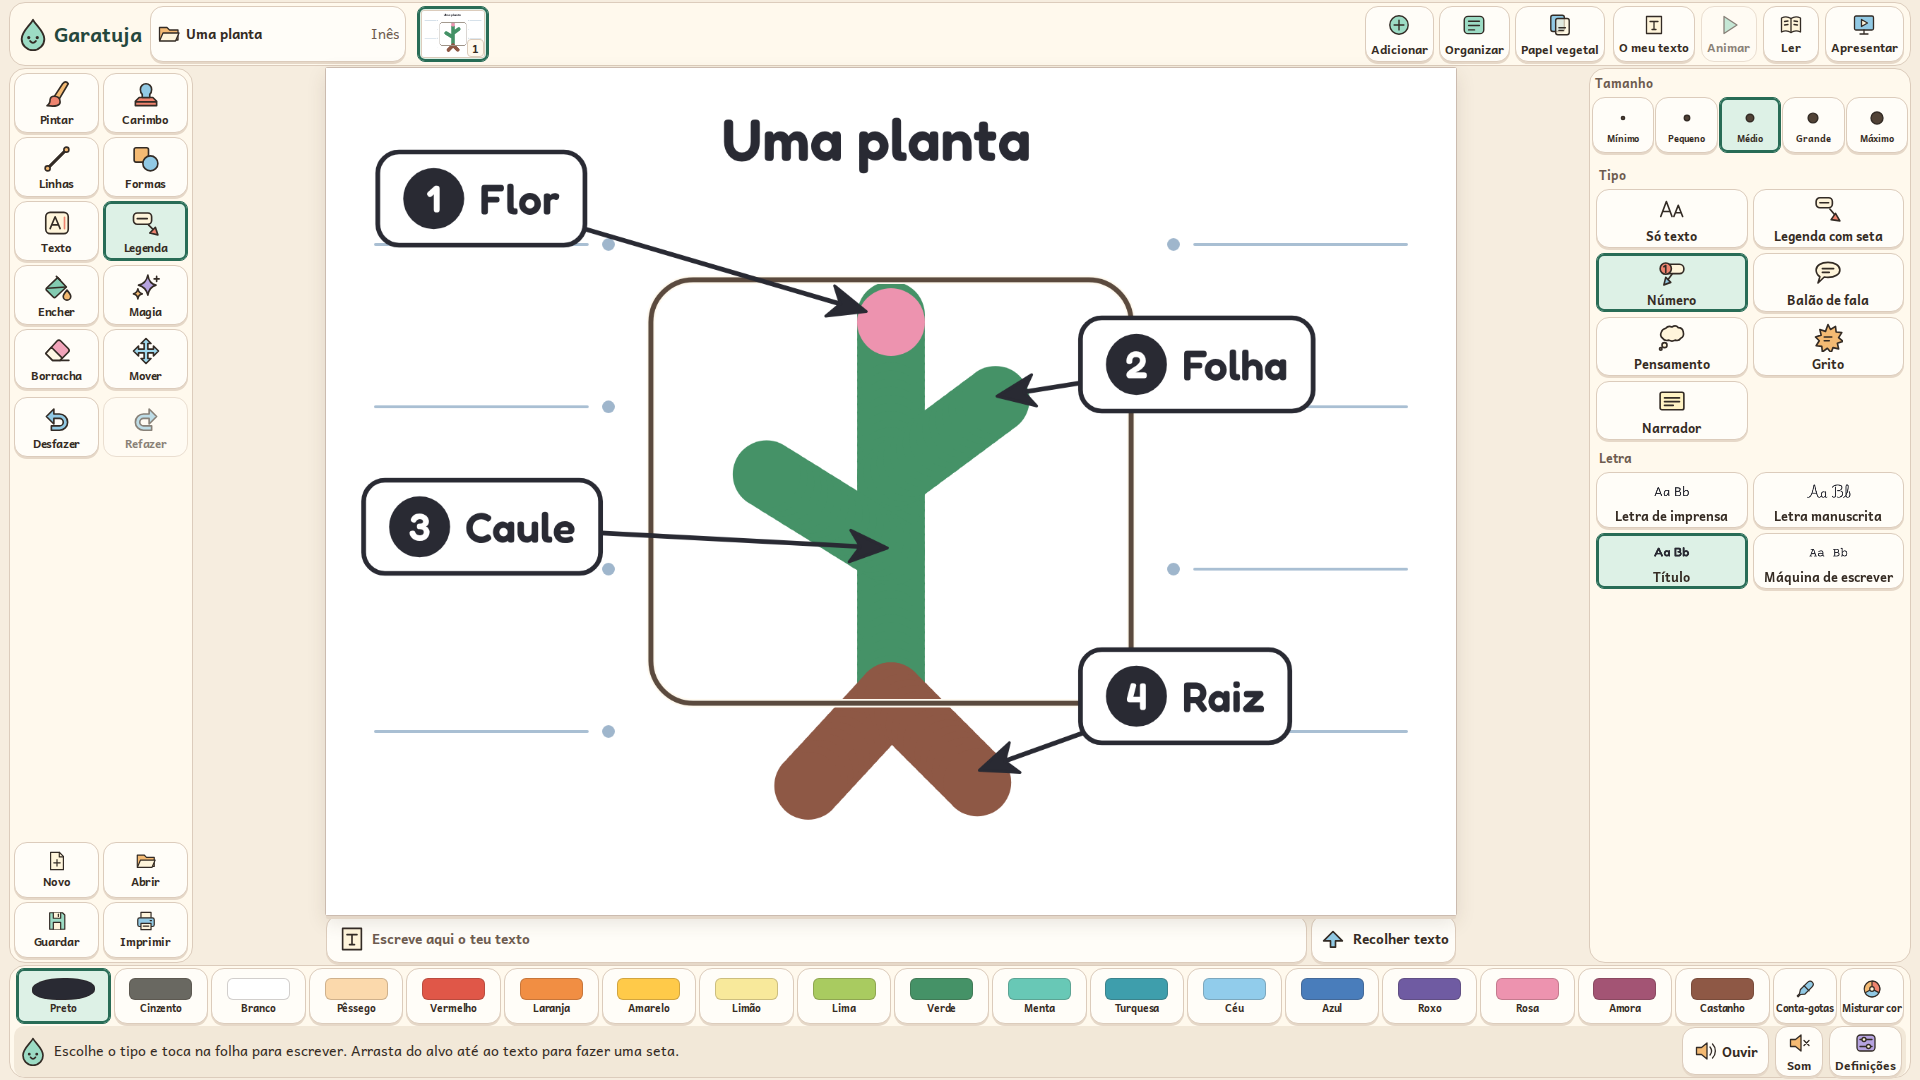 Garatuja
Uma planta
Inês
Uma planta
1
Adicionar
Organizar
Papel vegetal
O meu texto
Animar
Ler
Apresentar
Pintar
Carimbo
Linhas
Formas
Texto
Legenda
Encher
Magia
Borracha
Mover
Desfazer
Refazer
Novo
Abrir
Guardar
Imprimir
Uma planta
1 Flor
2 Folha
3 Caule
4 Raiz
Escreve aqui o teu texto
Recolher texto
Tamanho
Mínimo
Pequeno
Médio
Grande
Máximo
Tipo
Só texto
Legenda com seta
Número
Balão de fala
Pensamento
Grito
Narrador
Letra
Aa Bb
Letra de imprensa
Aa Bb
Letra manuscrita
Aa Bb
Título
Aa Bb
Máquina de escrever
Preto
Cinzento
Branco
Pêssego
Vermelho
Laranja
Amarelo
Limão
Lima
Verde
Menta
Turquesa
Céu
Azul
Roxo
Rosa
Amora
Castanho
Conta-gotas
Misturar cor
Escolhe o tipo e toca na folha para escrever. Arrasta do alvo até ao texto para fazer uma seta.
Ouvir
Som
Definições